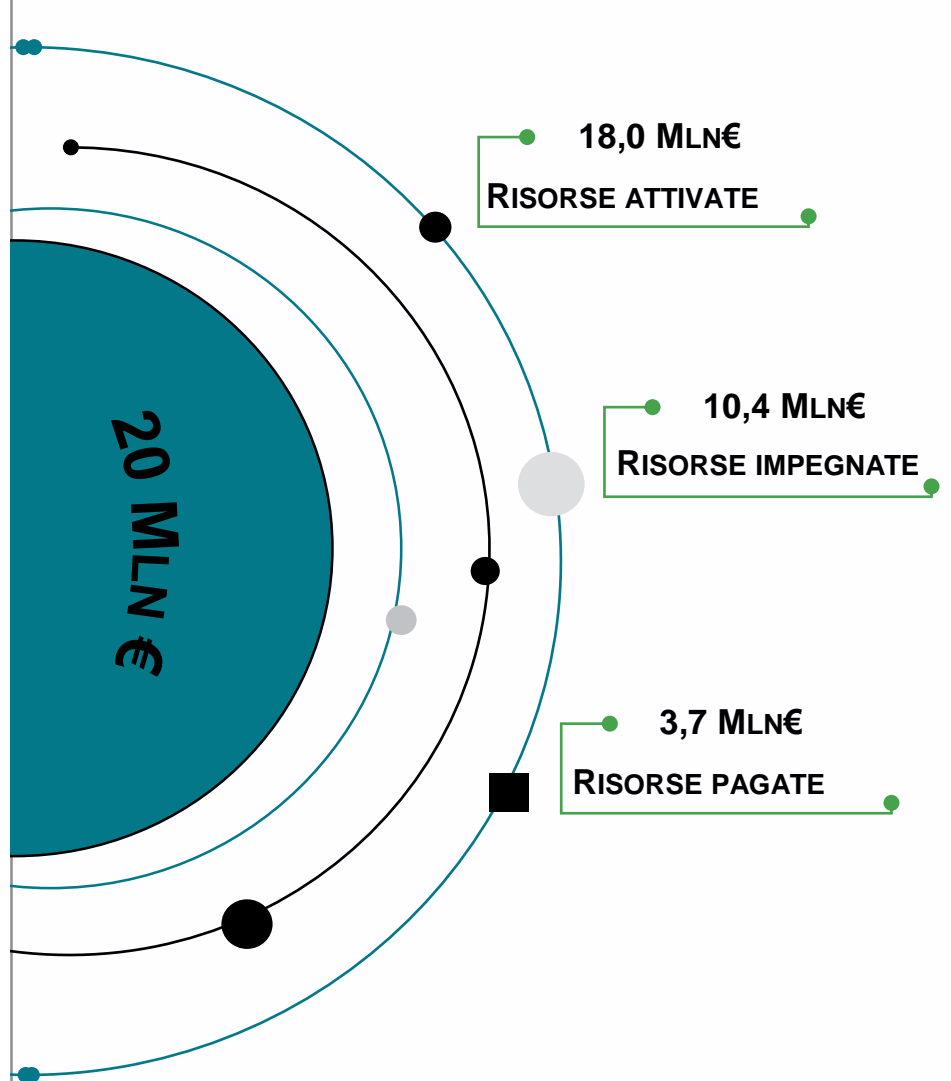 18,0 MLN€
RISORSE ATTIVATE
10,4 MLN€
RISORSE IMPEGNATE
20 MLN €
3,7 MLN€
RISORSE PAGATE